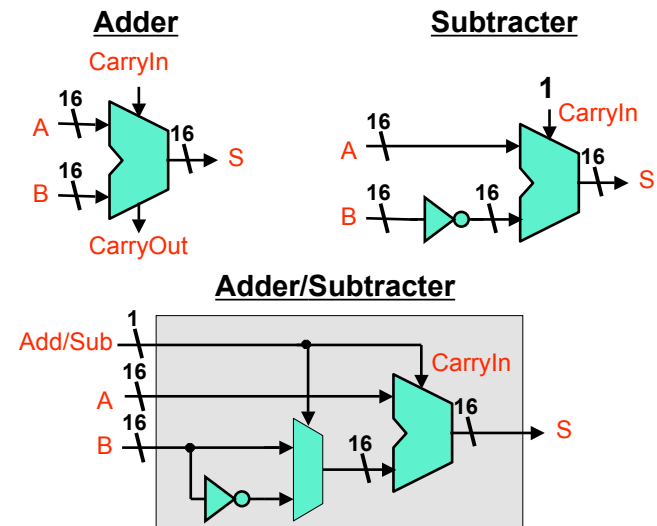 Adder
CarryIn
16
A
16
S
16
B
CarryOut
Subtracter
1
CarryIn
16
A
16
S
16
B
16
Adder/Subtracter
Add/Sub
1
CarryIn
16
A
16
S
16
B
16